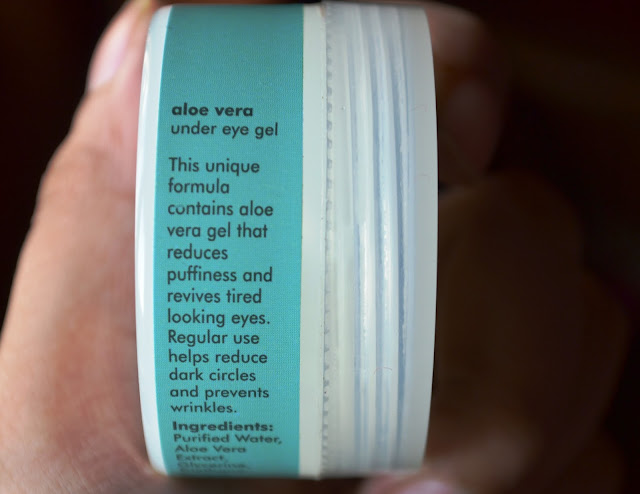 aloe vera
under eye gel
This unique
formula
contains aloe
vera gel that
reduces
puffiness and
revives tired
looking eyes.
Regular use
helps reduce
dark circles
and prevents
wrinkles.
Ingredients:
Purified Water,
Aloe Vera
Extract,
Glycerine,